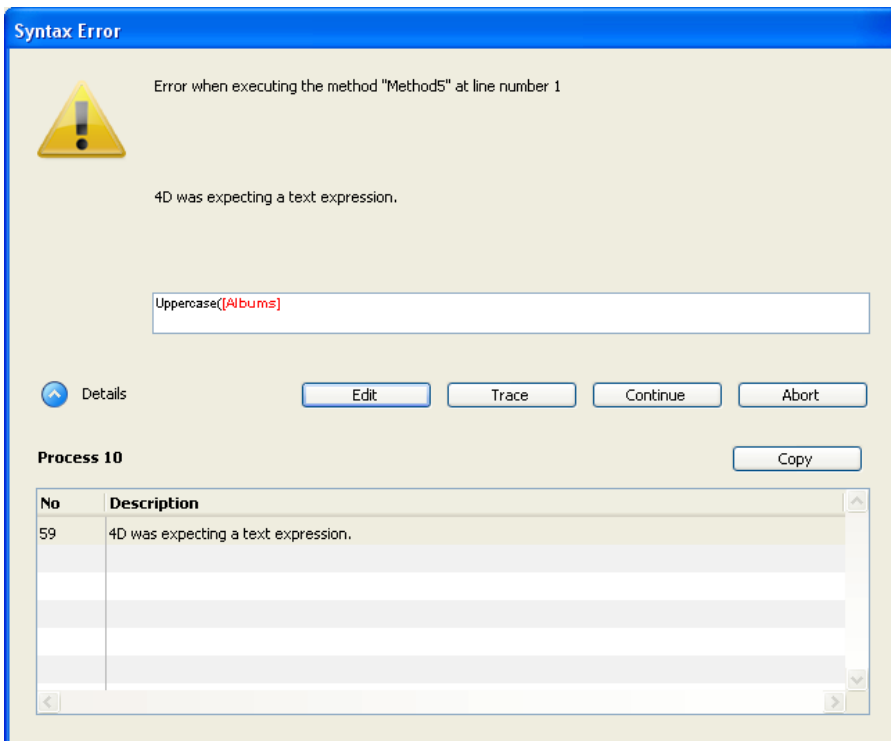 Syntax Error
Error when executing the method "Method5" at line number 1
4D was expecting a text expression.
Uppercase([Albums]
Details
Edit
Trace
Continue
Abort
Process 10
Copy
No Description
59 4D was expecting a text expression.